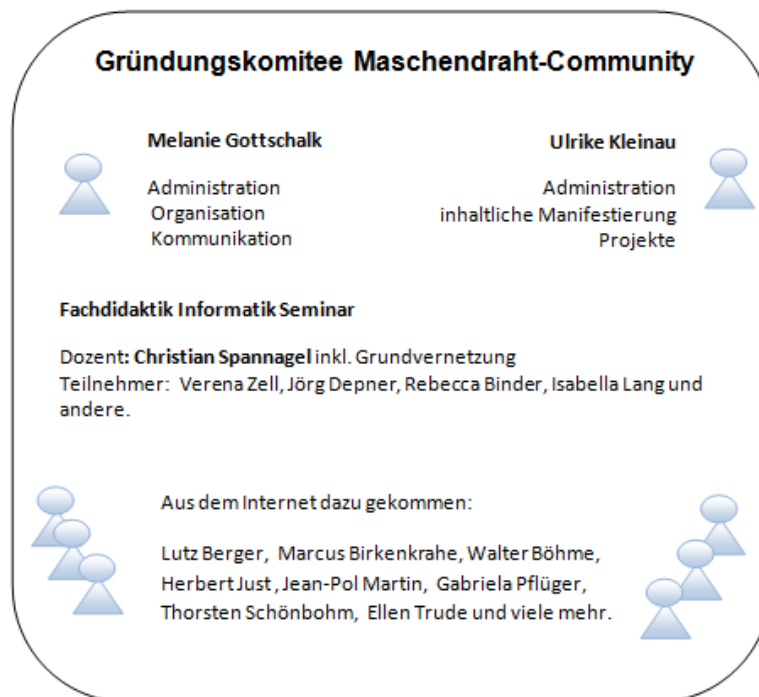 Gründungskomitee Maschendraht-Community
Melanie Gottschalk
Administration
Organisation
Kommunikation
Ulrike Kleinau
Administration
inhaltliche Manifestierung
Projekte
Fachdidaktik Informatik Seminar
Dozent: Christian Spannagel inkl. Grundvernetzung
Teilnehmer: Verena Zell, Jörg Depner, Rebecca Binder, Isabella Lang und
andere.
Aus dem Internet dazu gekommen:
Lutz Berger, Marcus Birkenkrahe, Walter Böhme,
Herbert Just, Jean-Pol Martin, Gabriela Pflüger,
Thorsten Schönbohm, Ellen Trude und viele mehr.